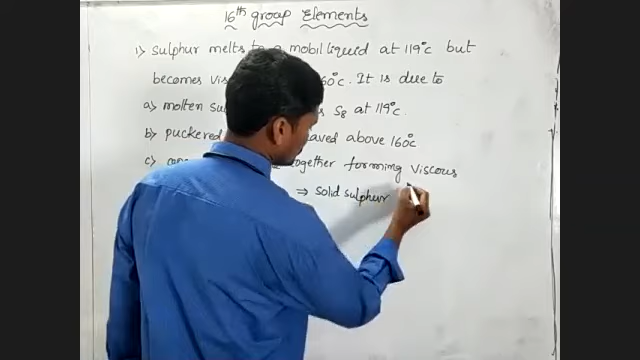 16th group Elements
1) Sulphur melts to a mobil liquid at 119°c but
becomes vis 60°c. It is due to
a) molten su s S8 at 119°c.
b) puckered aved above 160°c
c) together formming viscous
⇒ solid sulphur